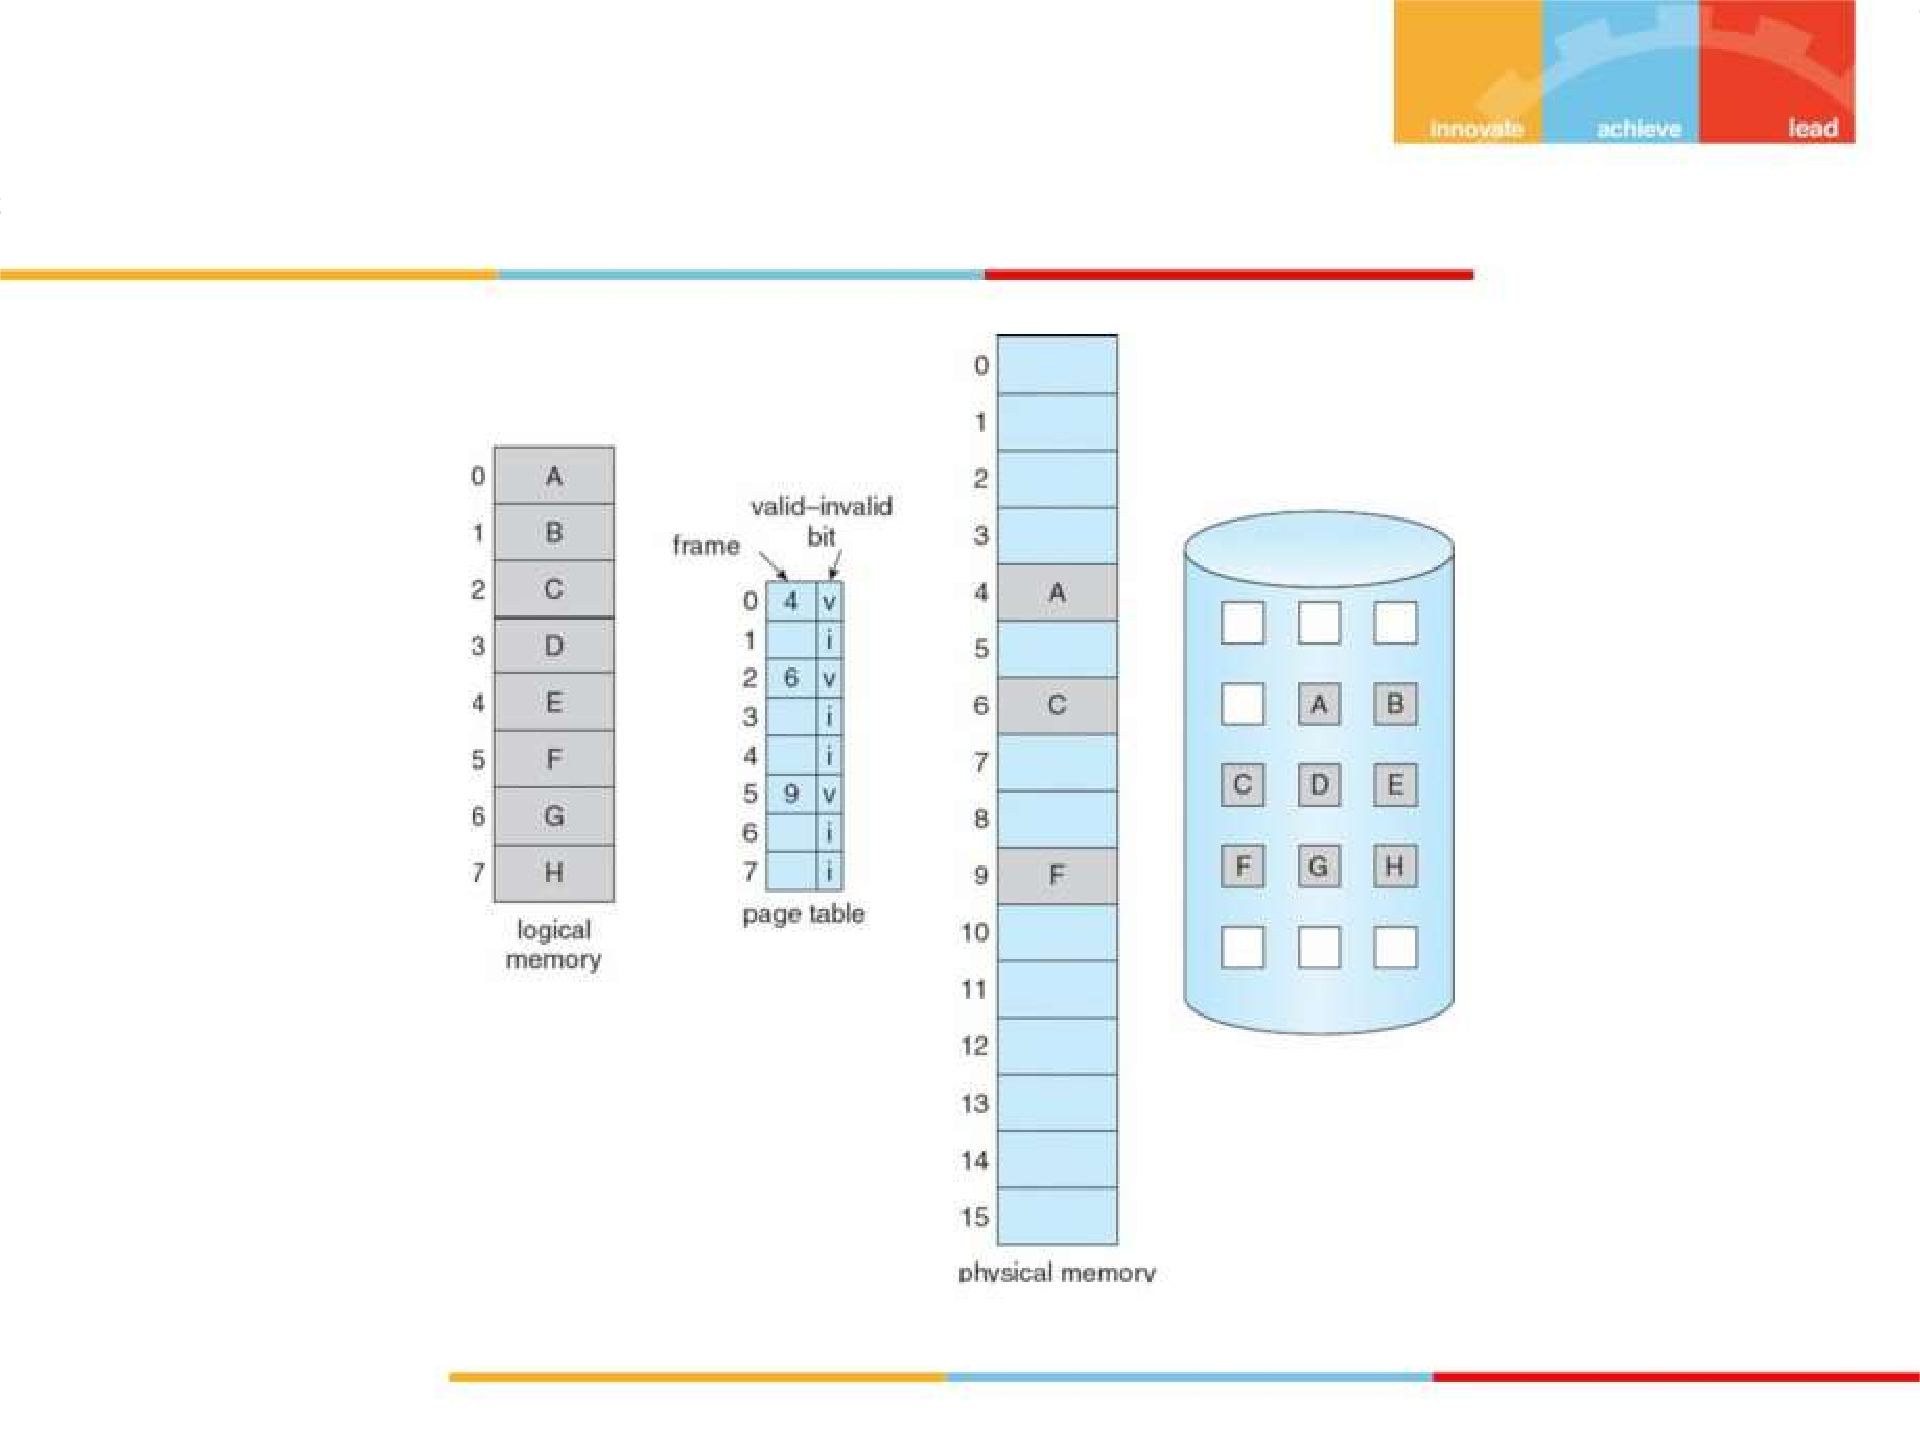 innovate achieve lead
0 A
1 B
2 C
3 D
4 E
5 F
6 G
7 H
logical
memory
valid–invalid
bit
frame
0 4 v
1 i
2 6 v
3 i
4 i
5 9 v
6 i
7 i
page table
0
1
2
3
4 A
5
6 C
7
8
9 F
10
11
12
13
14
15
physical memory
A B
C D E
F G H